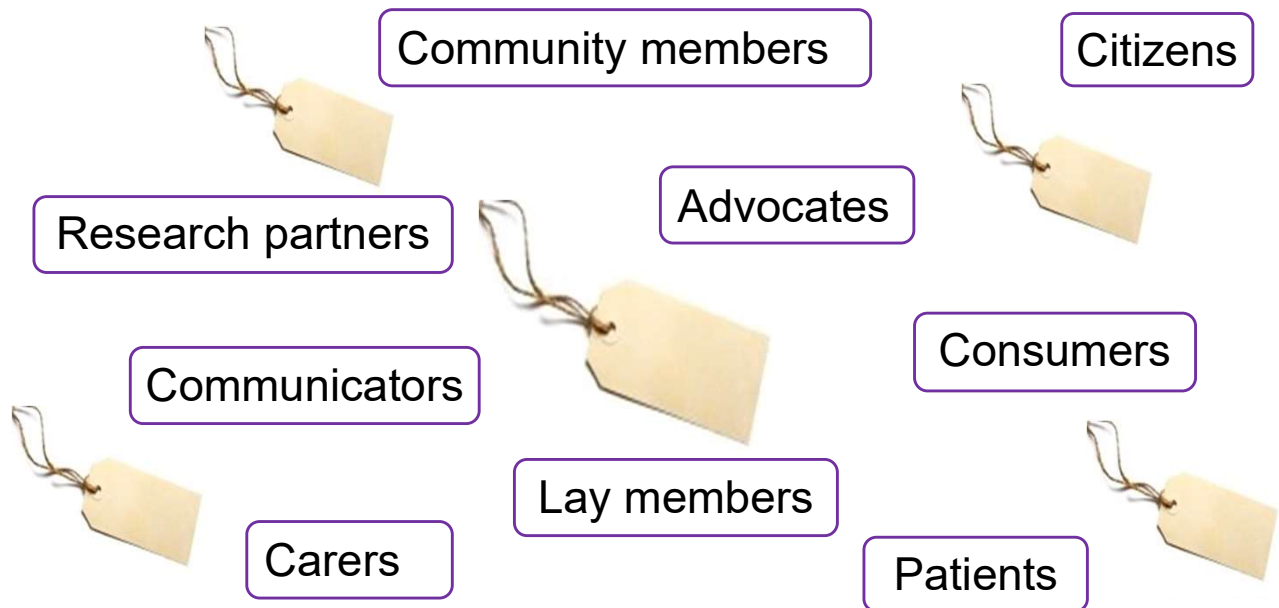 Community members
Citizens
Advocates
Research partners
Consumers
Communicators
Lay members
Carers
Patients